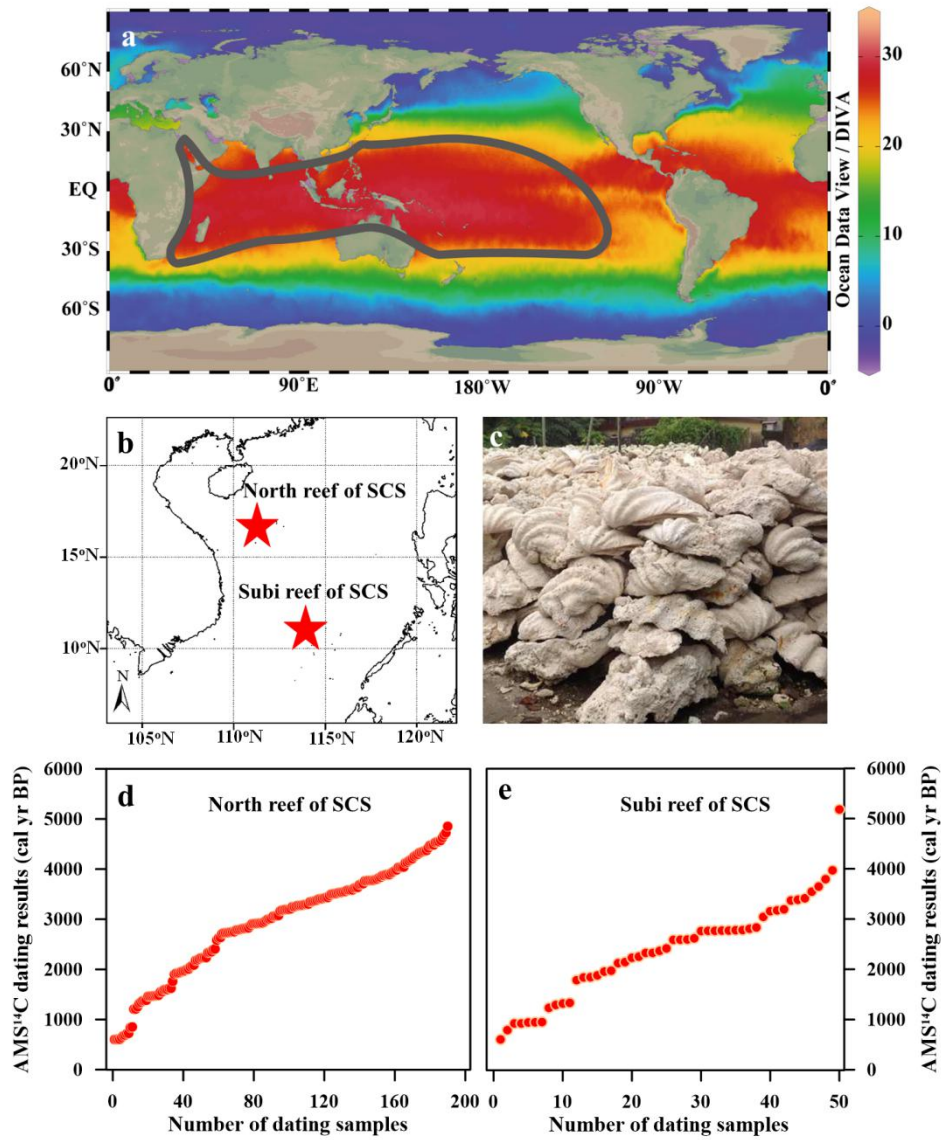 a
60°N
30°N
EQ
30°S
60°S
0°
90°E
180°W
90°W
0°
30
20
10
0
Ocean Data View / DIVA
b
20°N
15°N
10°N
North reef of SCS
Subi reef of SCS
N
105°N
110°N
115°N
120°N
c
d
North reef of SCS
AMS¹⁴C dating results (cal yr BP)
6000
5000
4000
3000
2000
1000
0
0
40
80
120
160
200
Number of dating samples
e
Subi reef of SCS
6000
5000
4000
3000
2000
1000
0
AMS¹⁴C dating results (cal yr BP)
0
10
20
30
40
50
Number of dating samples